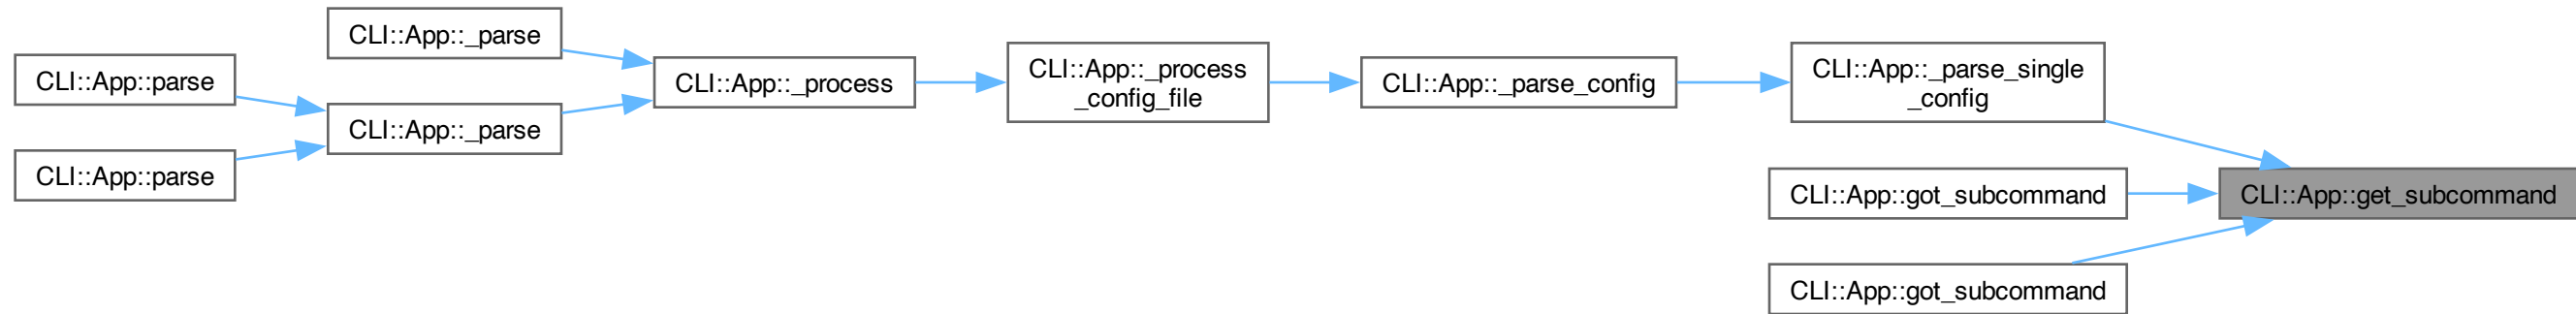 CLI::App::parse
CLI::App::parse
CLI::App::_parse
CLI::App::_parse
CLI::App::_process
CLI::App::_process
_config_file
CLI::App::_parse_config
CLI::App::_parse_single
_config
CLI::App::got_subcommand
CLI::App::got_subcommand
CLI::App::get_subcommand